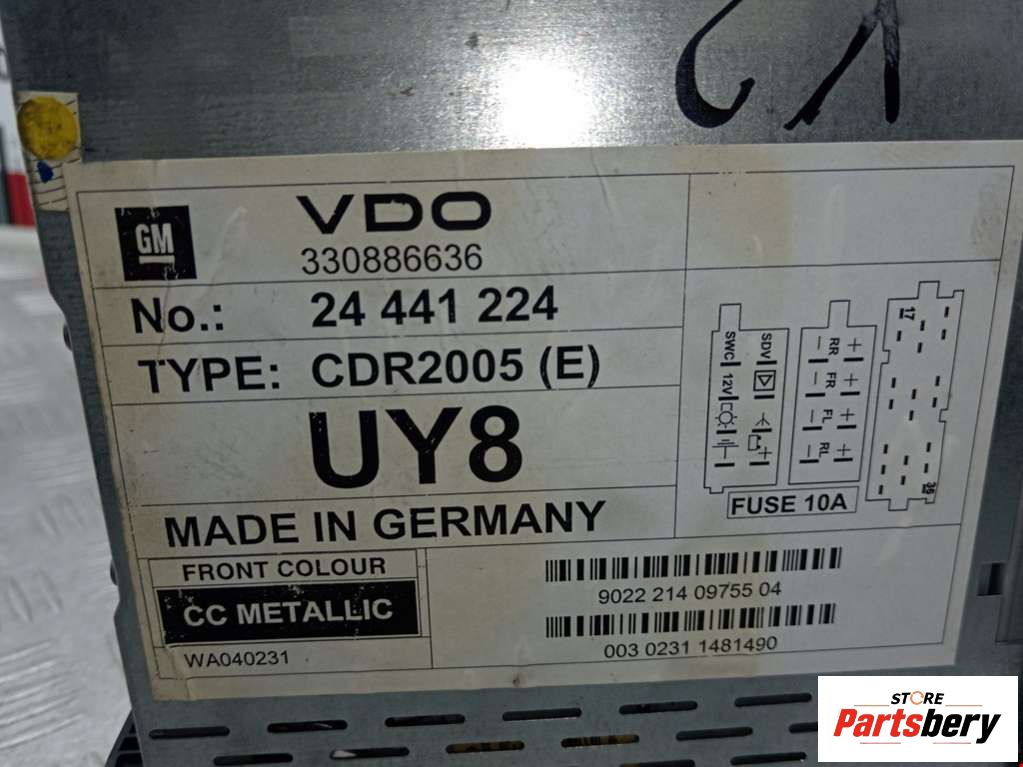 V2
GM
VDO
330886636
No.: 24 441 224
TYPE: CDR2005 (E)
UY8
MADE IN GERMANY
FRONT COLOUR
CC METALLIC
WA040231
SWC 12V
SDV
RR FR FL RL
+ + + +
- - - -
17
35
FUSE 10A
9022 214 09755 04
003 0231 1481490
STORE
Partsbery